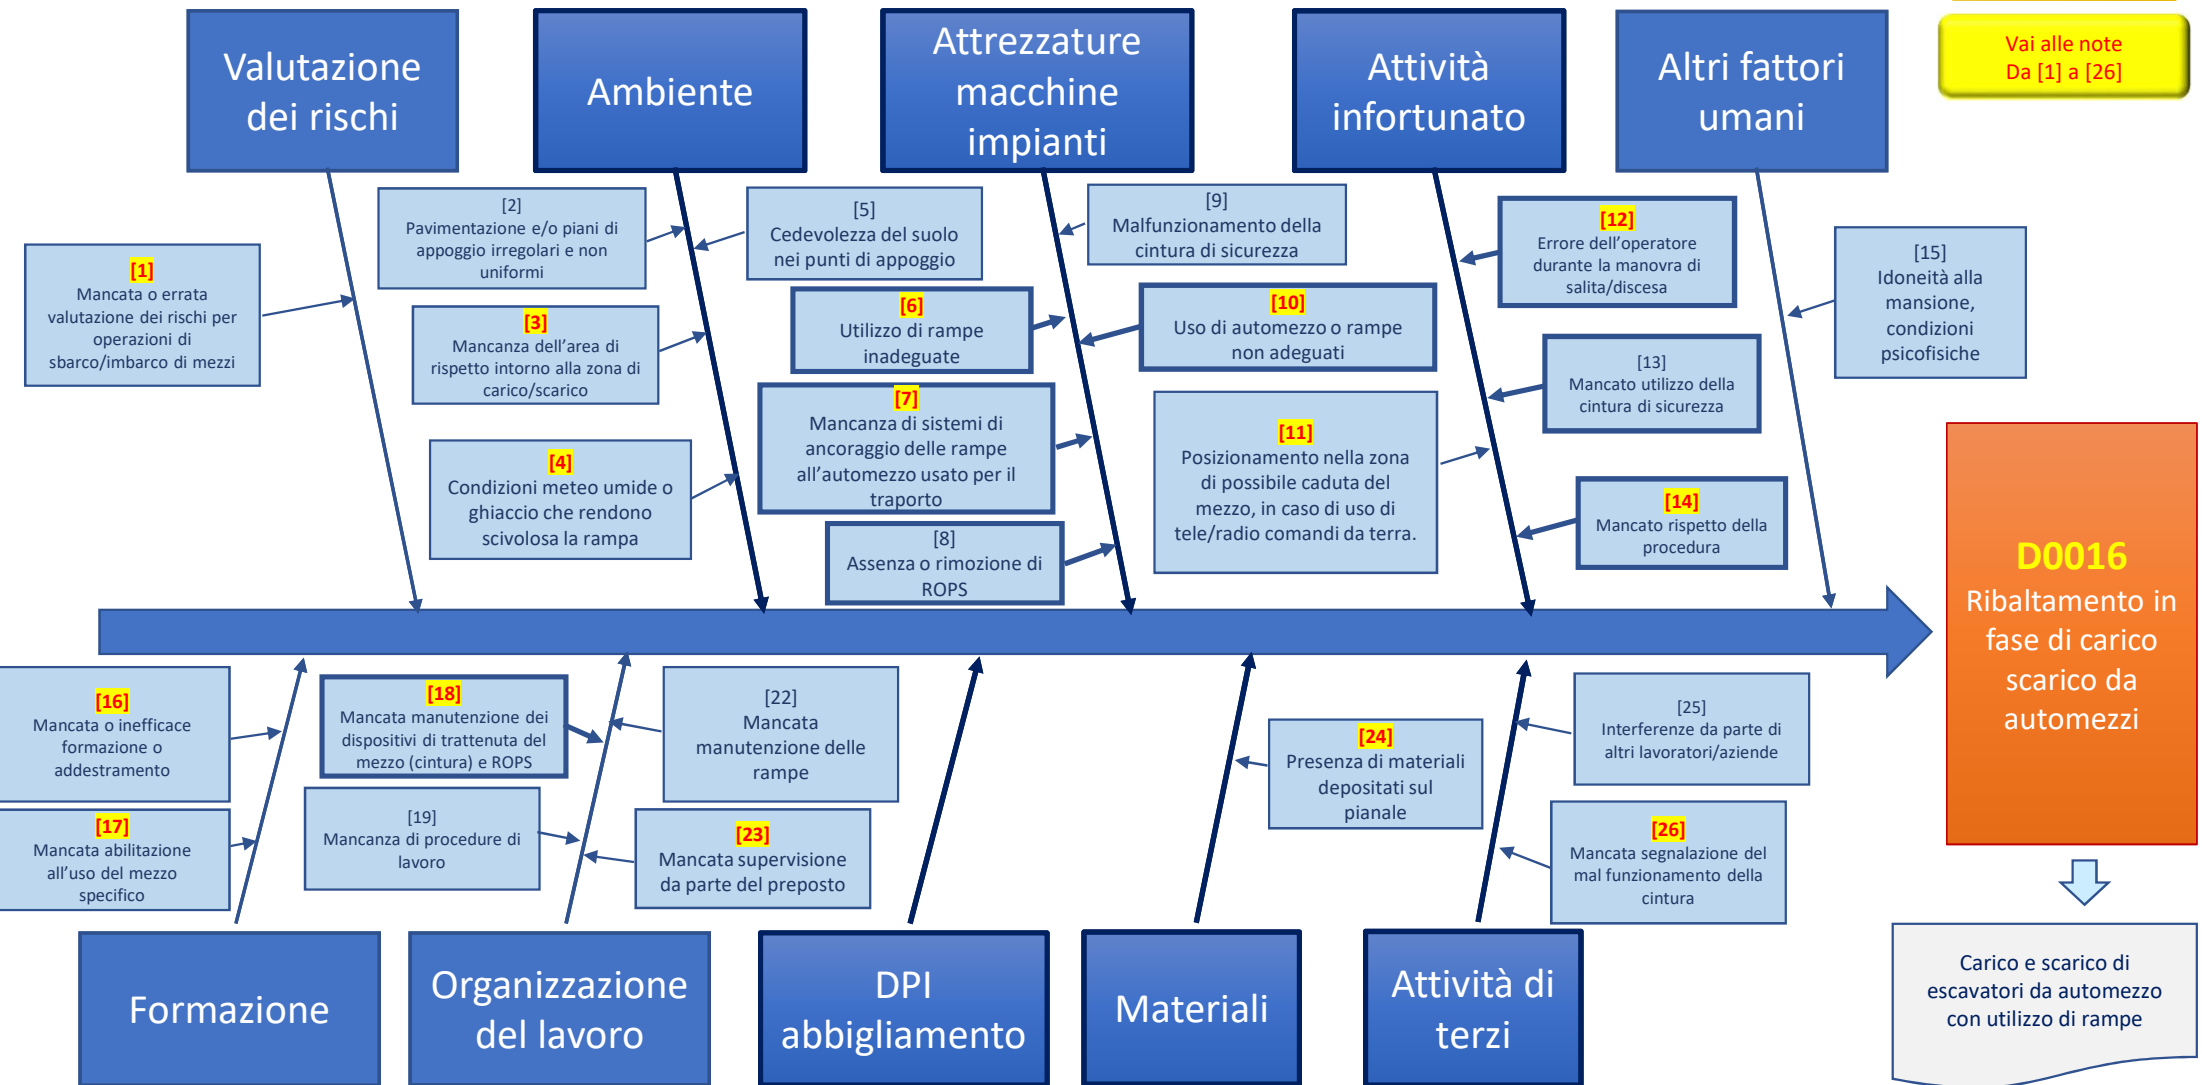 Valutazione
dei rischi
Ambiente
Attrezzature
macchine
impianti
Attività
infortunato
Altri fattori
umani
Vai alle note
Da [1] a [26]
[1]
Mancata o errata
valutazione dei rischi per
operazioni di
sbarco/imbarco di mezzi
[2]
Pavimentazione e/o piani di
appoggio irregolari e non
uniformi
[3]
Mancanza dell'area di
rispetto intorno alla zona di
carico/scarico
[4]
Condizioni meteo umide o
ghiaccio che rendono
scivolosa la rampa
[5]
Cedevolezza del suolo
nei punti di appoggio
[6]
Utilizzo di rampe
inadeguate
[7]
Mancanza di sistemi di
ancoraggio delle rampe
all'automezzo usato per il
traporto
[8]
Assenza o rimozione di
ROPS
[9]
Malfunzionamento della
cintura di sicurezza
[10]
Uso di automezzo o rampe
non adeguati
[11]
Posizionamento nella zona
di possibile caduta del
mezzo, in caso di uso di
tele/radio comandi da terra.
[12]
Errore dell'operatore
durante la manovra di
salita/discesa
[13]
Mancato utilizzo della
cintura di sicurezza
[14]
Mancato rispetto della
procedura
[15]
Idoneità alla
mansione,
condizioni
psicofisiche
D0016
Ribaltamento in
fase di carico
scarico da
automezzi
[16]
Mancata o inefficace
formazione o
addestramento
[17]
Mancata abilitazione
all'uso del mezzo
specifico
[18]
Mancata manutenzione dei
dispositivi di trattenuta del
mezzo (cintura) e ROPS
[19]
Mancanza di procedure di
lavoro
[22]
Mancata
manutenzione delle
rampe
[23]
Mancata supervisione
da parte del preposto
[24]
Presenza di materiali
depositati sul
pianale
[25]
Interferenze da parte di
altri lavoratori/aziende
[26]
Mancata segnalazione del
mal funzionamento della
cintura
Formazione
Organizzazione
del lavoro
DPI
abbigliamento
Materiali
Attività di
terzi
Carico e scarico di
escavatori da automezzo
con utilizzo di rampe